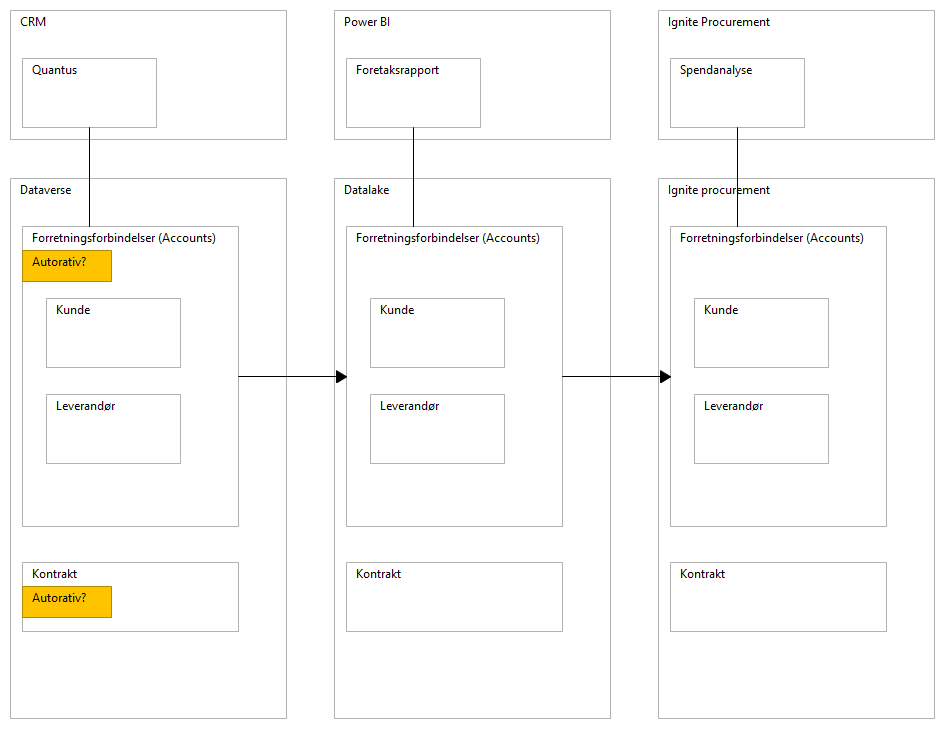 CRM
Quantus
Power BI
Foretaksrapport
Ignite Procurement
Spendanalyse
Dataverse
Forretningsforbindelser (Accounts)
Autorativ?
Kunde
Leverandør
Kontrakt
Autorativ?
Datalake
Forretningsforbindelser (Accounts)
Kunde
Leverandør
Kontrakt
Ignite procurement
Forretningsforbindelser (Accounts)
Kunde
Leverandør
Kontrakt